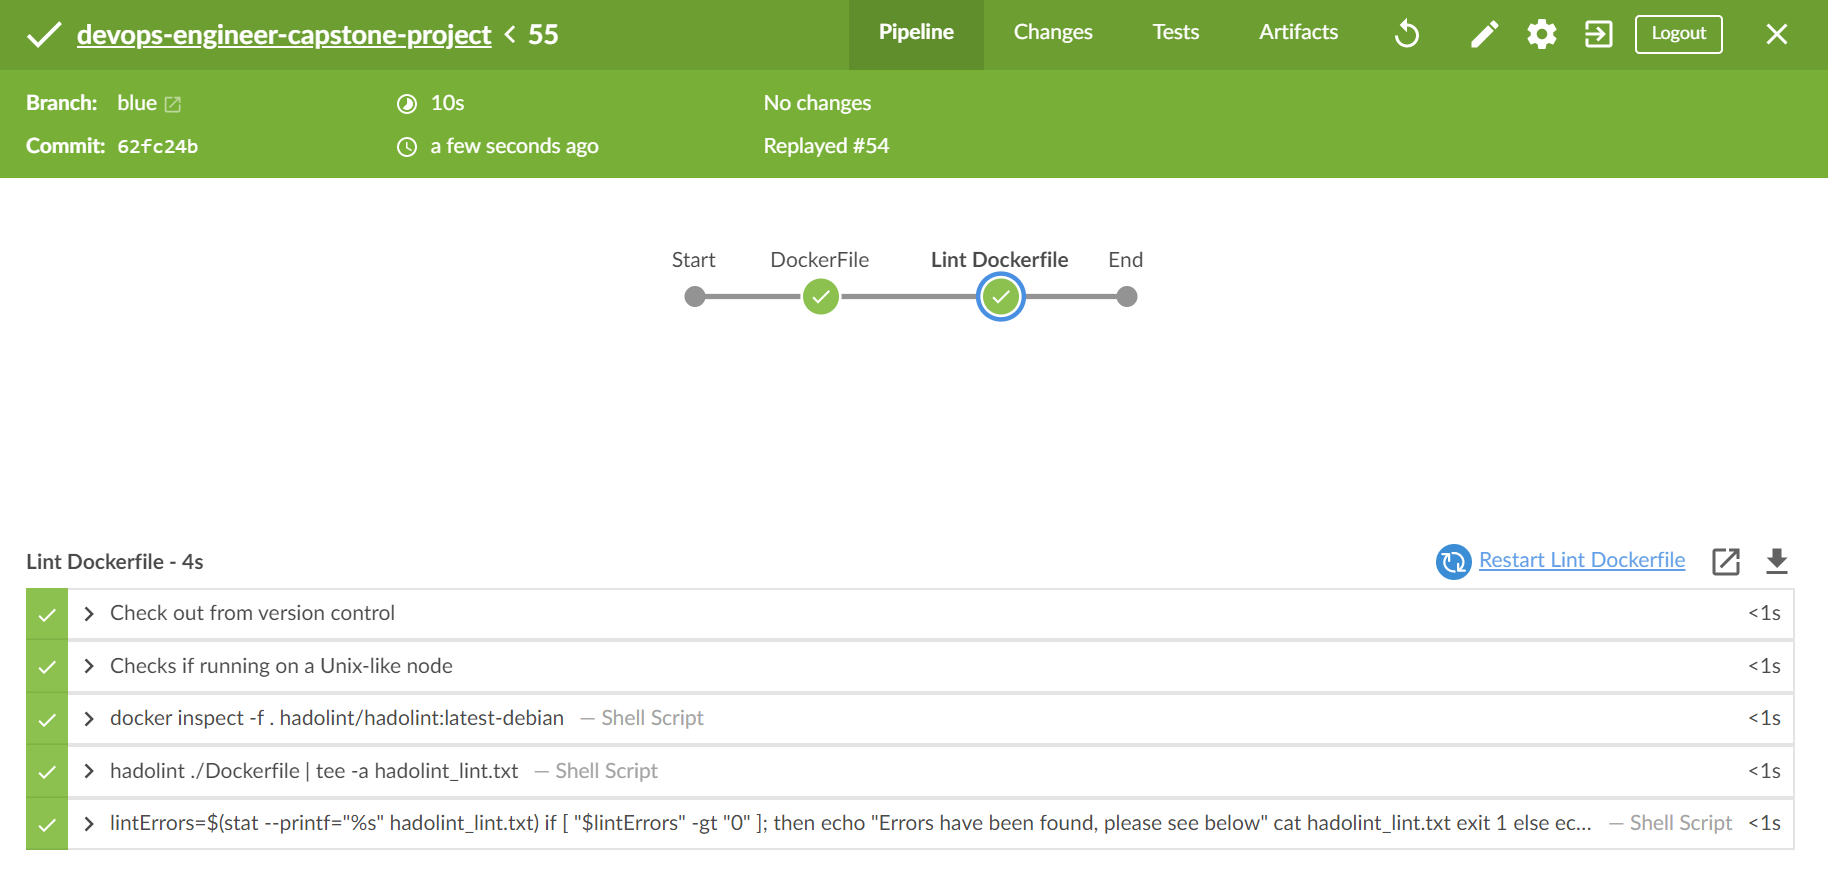 devops-engineer-capstone-project < 55
Pipeline
Changes
Tests
Artifacts
Logout
Branch: blue
10s
No changes
Commit: 62fc24b
a few seconds ago
Replayed #54
Start
DockerFile
Lint Dockerfile
End
Lint Dockerfile - 4s
Restart Lint Dockerfile
Check out from version control <1s
Checks if running on a Unix-like node <1s
docker inspect -f . hadolint/hadolint:latest-debian — Shell Script <1s
hadolint ./Dockerfile | tee -a hadolint_lint.txt — Shell Script <1s
lintErrors=$(stat --printf="%s" hadolint_lint.txt) if [ "$lintErrors" -gt "0" ]; then echo "Errors have been found, please see below" cat hadolint_lint.txt exit 1 else ec... — Shell Script <1s